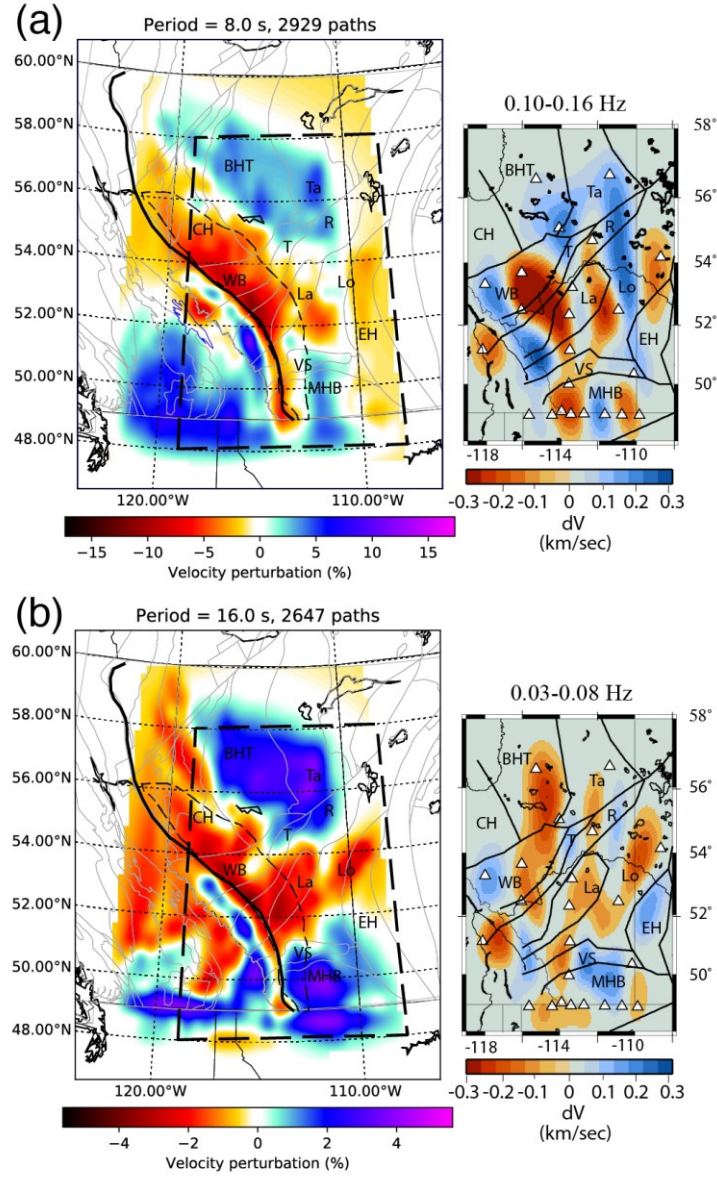 (a)
Period = 8.0 s, 2929 paths
60.00°N
58.00°N
56.00°N
54.00°N
52.00°N
50.00°N
48.00°N
BHT
Ta
R
CH
T
WB
La
Lo
EH
VS
MHB
120.00°W
110.00°W
−15 −10 −5 0 5 10 15
Velocity perturbation (%)
0.10-0.16 Hz
58°
56°
54°
52°
50°
BHT
Ta
CH
R
T
WB
La
Lo
EH
VS
MHB
-118 -114 -110
-0.3 -0.2 -0.1 0 0.1 0.2 0.3
dV
(km/sec)
(b)
Period = 16.0 s, 2647 paths
60.00°N
58.00°N
56.00°N
54.00°N
52.00°N
50.00°N
48.00°N
BHT
Ta
R
CH
T
WB
La
Lo
EH
VS
MHB
120.00°W
110.00°W
−4 −2 0 2 4
Velocity perturbation (%)
0.03-0.08 Hz
58°
56°
54°
52°
50°
BHT
Ta
CH
R
T
WB
La
Lo
EH
VS
MHB
-118 -114 -110
-0.3 -0.2 -0.1 0 0.1 0.2 0.3
dV
(km/sec)